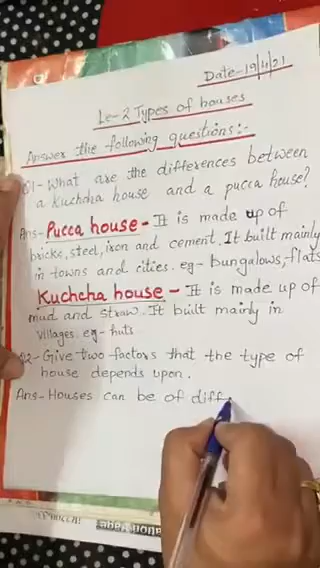 Date-19/4/21
Le-2 Types of houses
Answer the following questions:-
Q1- What are the differences between
a Kuchcha house and a pucca house?
Ans- Pucca house - It is made up of
bricks, steel, iron and cement. It built mainly
in towns and cities. eg- bungalows, flats
Kuchcha house - It is made up of
mud and straw. It built mainly in
villages. eg- huts
Q2- Give two factors that the type of
house depends upon.
Ans- Houses can be of diff